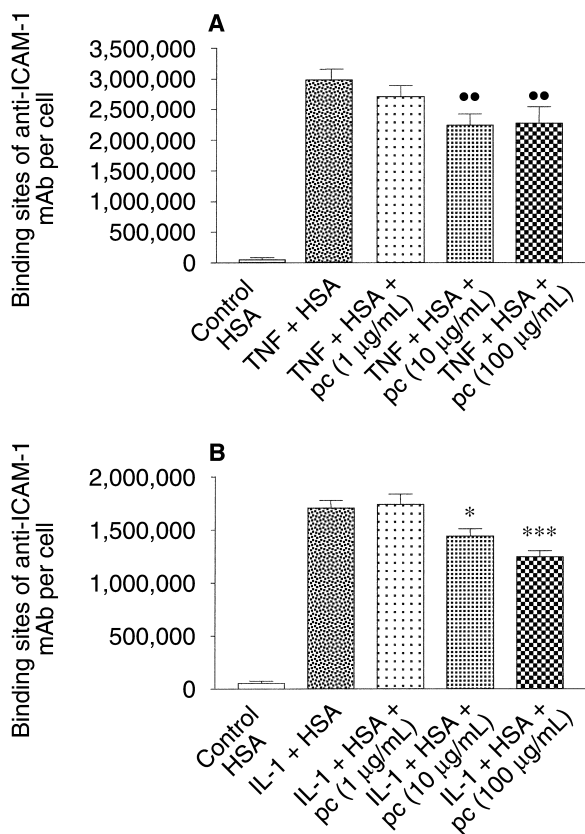 A
Binding sites of anti-ICAM-1
mAb per cell
3,500,000
3,000,000
2,500,000
2,000,000
1,500,000
1,000,000
500,000
0
●●
●●
Control
HSA
TNF + HSA
TNF + HSA +
pc (1 µg/mL)
TNF + HSA +
pc (10 µg/mL)
TNF + HSA +
pc (100 µg/mL)
B
Binding sites of anti-ICAM-1
mAb per cell
2,000,000
1,500,000
1,000,000
500,000
0
*
***
Control
HSA
IL-1 + HSA
IL-1 + HSA +
pc (1 µg/mL)
IL-1 + HSA +
pc (10 µg/mL)
IL-1 + HSA +
pc (100 µg/mL)